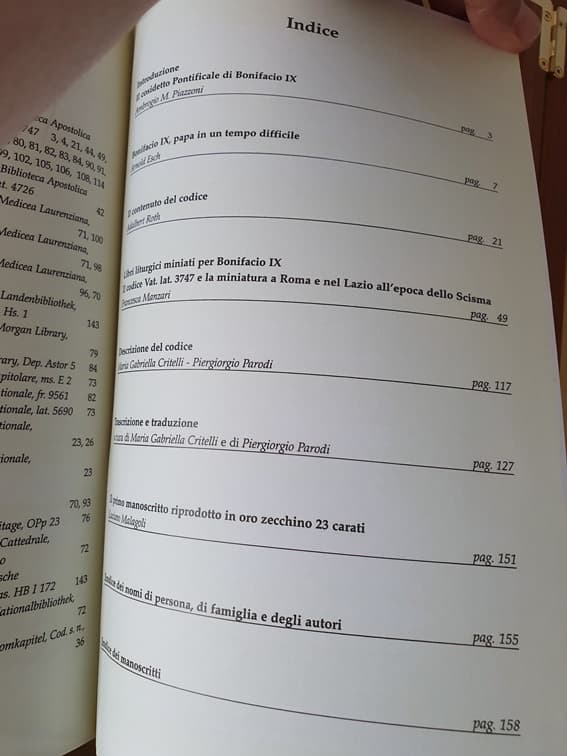 eca Apostolica
747 3, 4, 21, 44, 49,
80, 81, 82, 83, 84, 90, 91,
99, 102, 105, 106, 108, 114
Biblioteca Apostolica
at. 4726
42
Medicea Laurenziana,
71, 100
Medicea Laurenziana,
71, 98
Medicea Laurenziana,
96, 70
Landenbibliothek,
Hs. 1
143
Morgan Library,
79
rary, Dep. Astor 5 84
apitolare, ms. E 2 73
tionale, fr. 9561 82
tionale, lat. 5690 73
tionale,
23, 26
ionale,
23
70, 93
itage, OPp 23 76
Cattedrale,
o
72
sche
ns. HB I 172 143
ationalbibliothek,
72
omkapitel, Cod. s. n.,
36
Indice
Introduzione
Il cosidetto Pontificale di Bonifacio IX
Ambrogio M. Piazzoni
pag. 3
Bonifacio IX, papa in un tempo difficile
Arnold Esch
pag. 7
Il contenuto del codice
Adalbert Roth
pag. 21
Libri liturgici miniati per Bonifacio IX
Il codice Vat. lat. 3747 e la miniatura a Roma e nel Lazio all'epoca dello Scisma
Francesca Manzari
pag. 49
Descrizione del codice
Maria Gabriella Critelli - Piergiorgio Parodi
pag. 117
Trascrizione e traduzione
a cura di Maria Gabriella Critelli e di Piergiorgio Parodi
pag. 127
Il primo manoscritto riprodotto in oro zecchino 23 carati
Luciano Malagoli
pag. 151
Indice dei nomi di persona, di famiglia e degli autori
pag. 155
Indice dei manoscritti
pag. 158